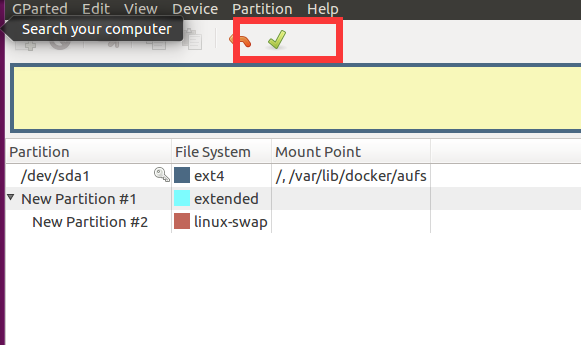 GParted Edit View Device Partition Help
Search your computer
Partition File System Mount Point
/dev/sda1 ext4 /, /var/lib/docker/aufs
New Partition #1 extended
New Partition #2 linux-swap